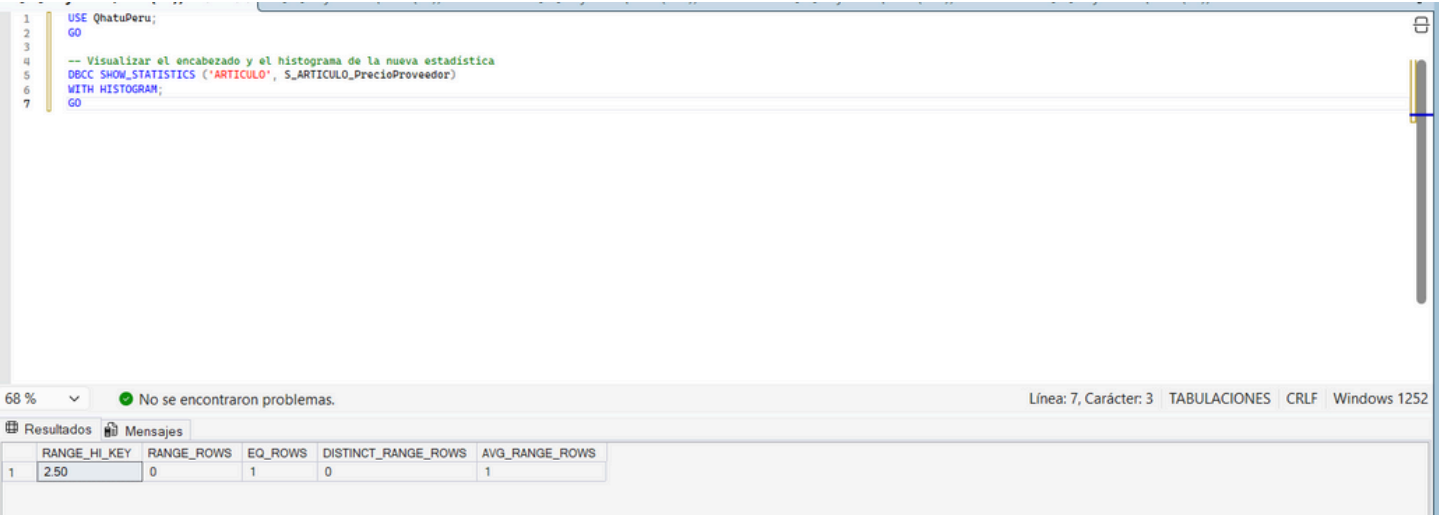 1 USE QhatuPeru;
2 GO
3
4 -- Visualizar el encabezado y el histograma de la nueva estadística
5 DBCC SHOW_STATISTICS ('ARTICULO', S_ARTICULO_PrecioProveedor)
6 WITH HISTOGRAM;
7 GO
68 % No se encontraron problemas. Línea: 7, Carácter: 3 TABULACIONES CRLF Windows 1252
Resultados Mensajes
RANGE_HI_KEY RANGE_ROWS EQ_ROWS DISTINCT_RANGE_ROWS AVG_RANGE_ROWS
1 2.50 0 1 0 1